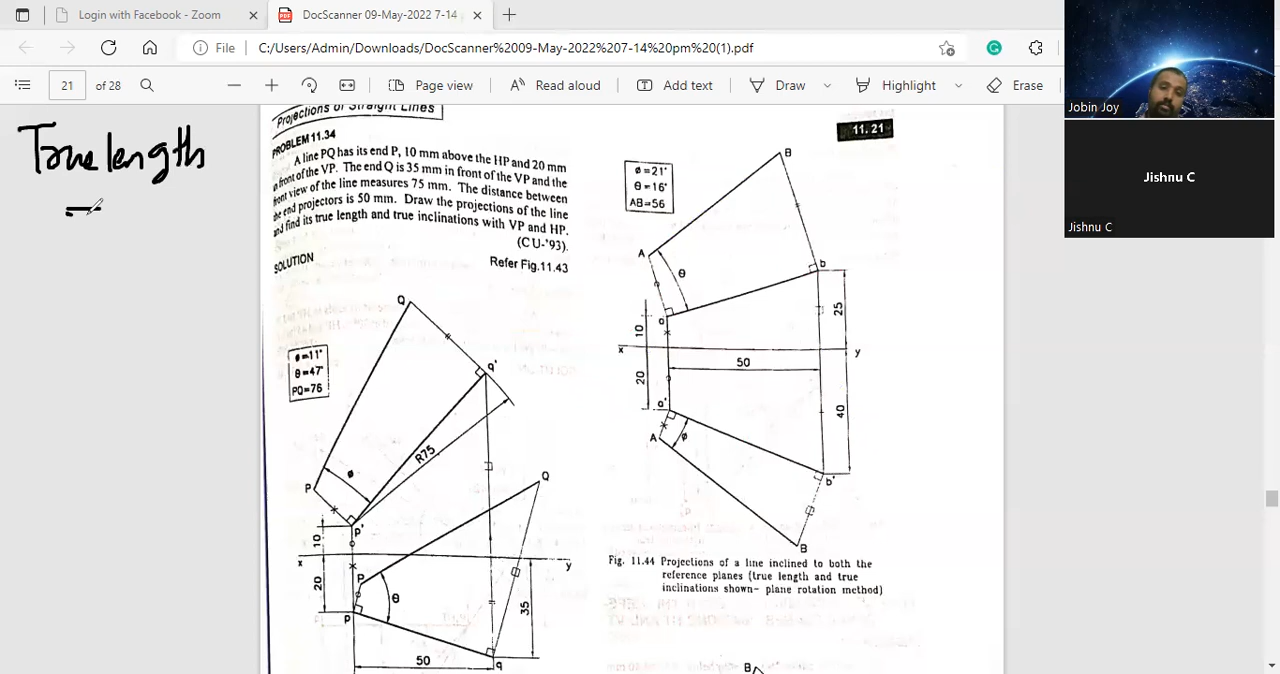 Login with Facebook - Zoom
DocScanner 09-May-2022 7-14
File
C:/Users/Admin/Downloads/DocScanner%2009-May-2022%207-14%20pm%20(1).pdf
21
of 28
Page view
Read aloud
Add text
Draw
Highlight
Erase
Jobin Joy
Jishnu C
Jishnu C
True length
Projections of Straight Lines
11.21
PROBLEM 11.34
A line PQ has its end P, 10 mm above the HP and 20 mm
in front of the VP. The end Q is 35 mm in front of the VP and the
front view of the line measures 75 mm. The distance between
the end projectors is 50 mm. Draw the projections of the line
and find its true length and true inclinations with VP and HP.
(CU-'93).
SOLUTION
Refer Fig.11.43
ø=11°
θ=47°
PQ=76
Q
q'
R75
ø
P
p'
10
x
y
20
P
θ
p
Q
35
50
q
ø=21°
θ=16°
AB=56
B
A
θ
b
a
10
25
x
y
50
20
a'
40
A
ø
b'
B
Fig. 11.44 Projections of a line inclined to both the
reference planes (true length and true
inclinations shown- plane rotation method)
B